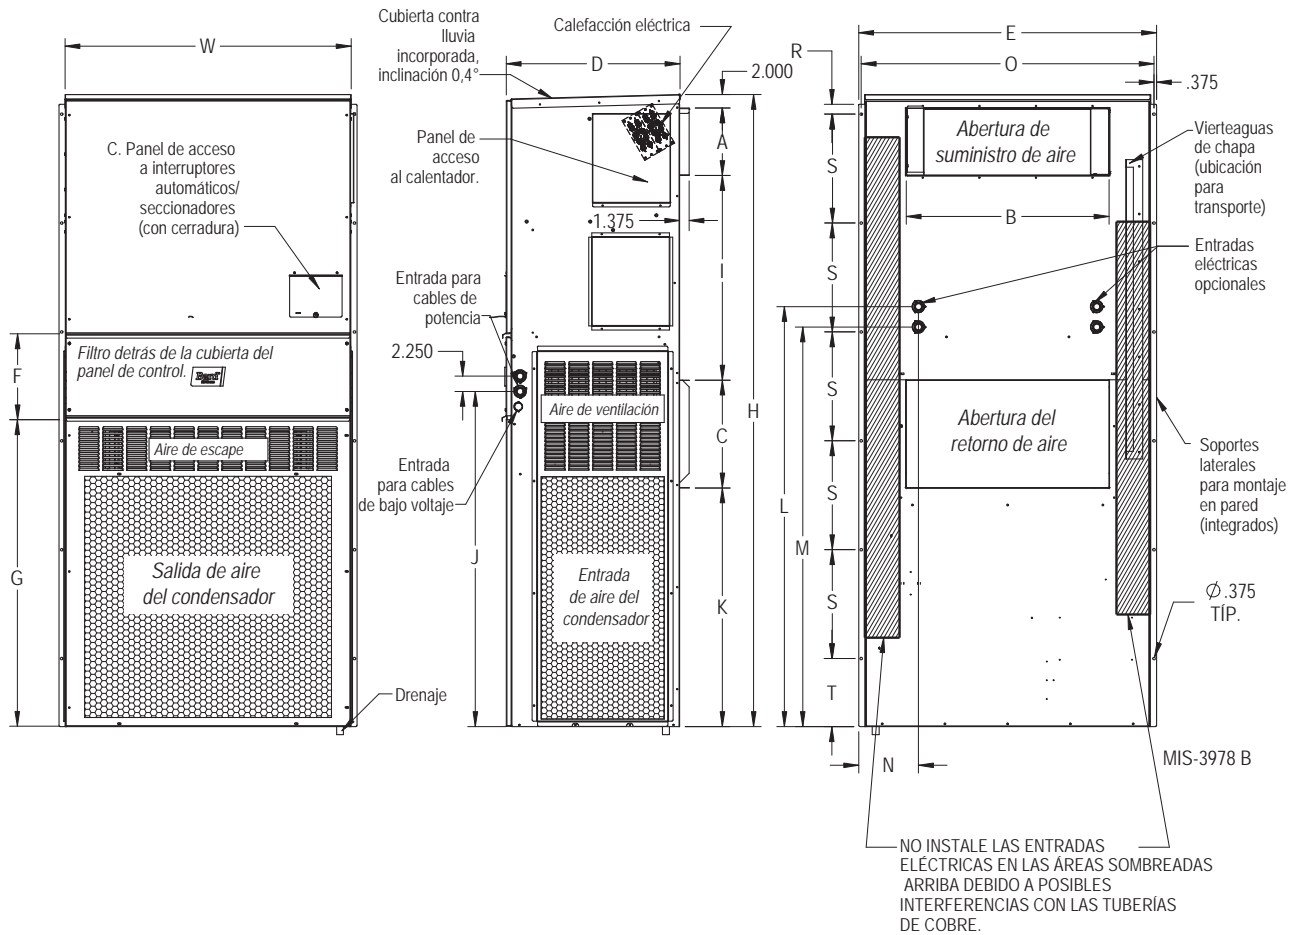 W
C. Panel de acceso
a interruptores
automáticos/
seccionadores
(con cerradura)
F
Filtro detrás de la cubierta del
panel de control.
Bard
Aire de escape
G
Salida de aire
del condensador
Drenaje
Cubierta contra
lluvia
incorporada,
inclinación 0,4°
Calefacción eléctrica
D
2.000
Panel de
acceso
al calentador.
A
1.375
I
Entrada para
cables de
potencia
2.250
Aire de ventilación
H
C
Entrada
para cables
de bajo voltaje
J
Entrada
de aire del
condensador
K
E
R
O
.375
Abertura de
suministro de aire
Vierteaguas
de chapa
(ubicación
para
transporte)
S
B
Entradas
eléctricas
opcionales
S
S
Abertura del
retorno de aire
Soportes
laterales
para montaje
en pared
(integrados)
S
L
M
S
Ø .375
TÍP.
T
N
MIS-3978 B
NO INSTALE LAS ENTRADAS
ELÉCTRICAS EN LAS ÁREAS SOMBREADAS
ARRIBA DEBIDO A POSIBLES
INTERFERENCIAS CON LAS TUBERÍAS
DE COBRE.